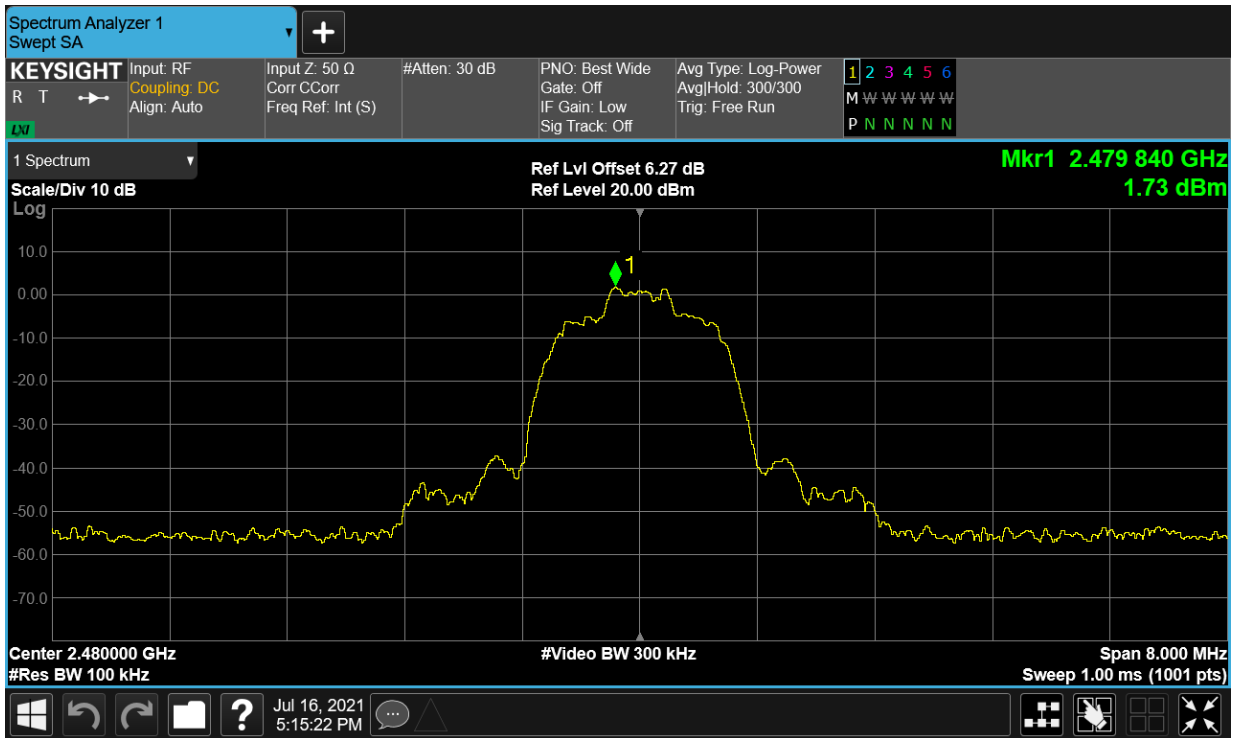 Spectrum Analyzer 1
Swept SA
KEYSIGHT
R T
LXI
Input: RF
Coupling: DC
Align: Auto
Input Z: 50 Ω
Corr CCorr
Freq Ref: Int (S)
#Atten: 30 dB
PNO: Best Wide
Gate: Off
IF Gain: Low
Sig Track: Off
Avg Type: Log-Power
Avg|Hold: 300/300
Trig: Free Run
1 2 3 4 5 6
M W W W W W
P N N N N N
1 Spectrum
Scale/Div 10 dB
Log
Ref Lvl Offset 6.27 dB
Ref Level 20.00 dBm
Mkr1 2.479 840 GHz
1.73 dBm
10.0
1
0.00
-10.0
-20.0
-30.0
-40.0
-50.0
-60.0
-70.0
Center 2.480000 GHz
#Res BW 100 kHz
#Video BW 300 kHz
Span 8.000 MHz
Sweep 1.00 ms (1001 pts)
?
Jul 16, 2021
5:15:22 PM